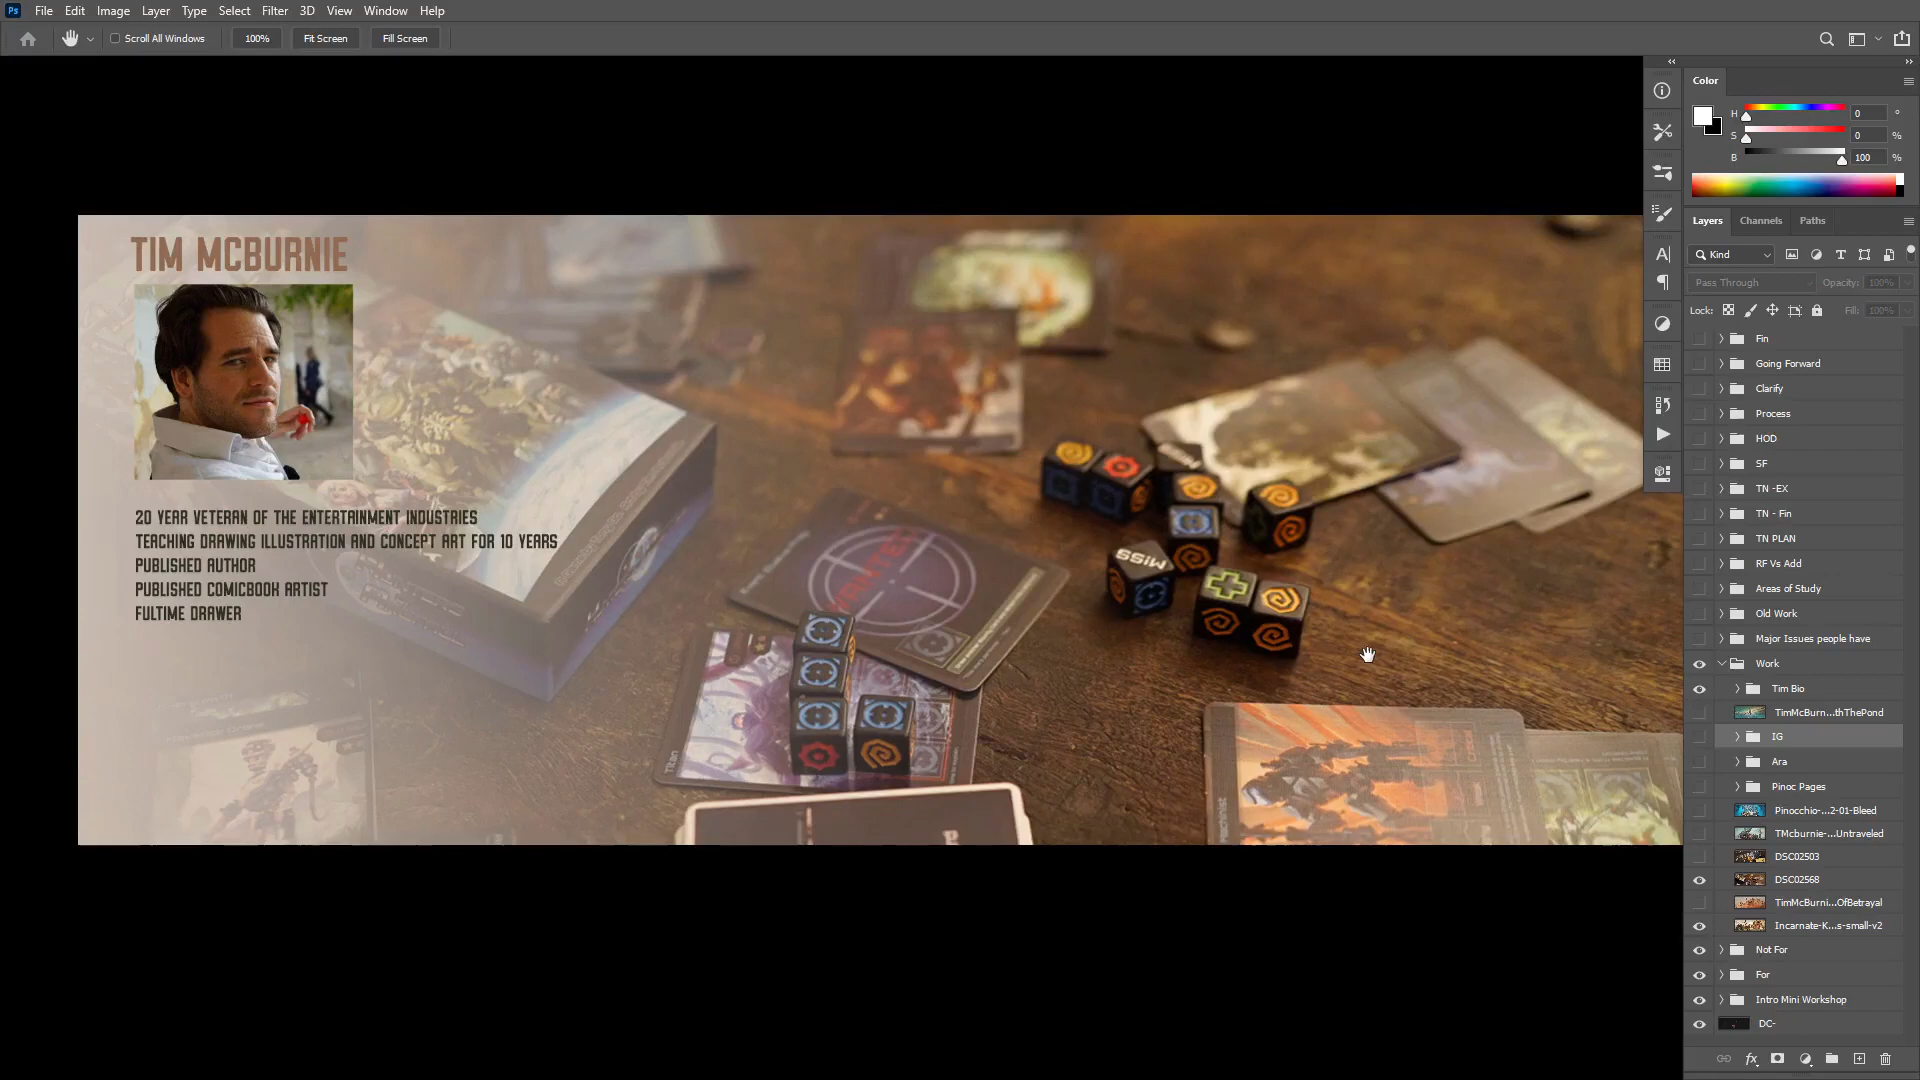 Ps File Edit Image Layer Type Select Filter 3D View Window Help
Scroll All Windows 100% Fit Screen Fill Screen
Color
H 0 °
S 0 %
B 100 %
Layers Channels Paths
Kind
Pass Through Opacity: 100%
Lock: Fill: 100%
Fin
Going Forward
Clarify
Process
HOD
SF
TN -EX
TN - Fin
TN PLAN
RF Vs Add
Areas of Study
Old Work
Major Issues people have
Work
Tim Bio
TimMcBurn...thThePond
IG
Ara
Pinoc Pages
Pinocchio-...2-01-Bleed
TMcburnie-...Untraveled
DSC02503
DSC02568
TimMcBurni...OfBetrayal
Incarnate-K...s-small-v2
Not For
For
Intro Mini Workshop
DC-
TIM MCBURNIE
20 YEAR VETERAN OF THE ENTERTAINMENT INDUSTRIES
TEACHING DRAWING ILLUSTRATION AND CONCEPT ART FOR 10 YEARS
PUBLISHED AUTHOR
PUBLISHED COMICBOOK ARTIST
FULTIME DRAWER
WANTED
MISS
Titan
Machinist